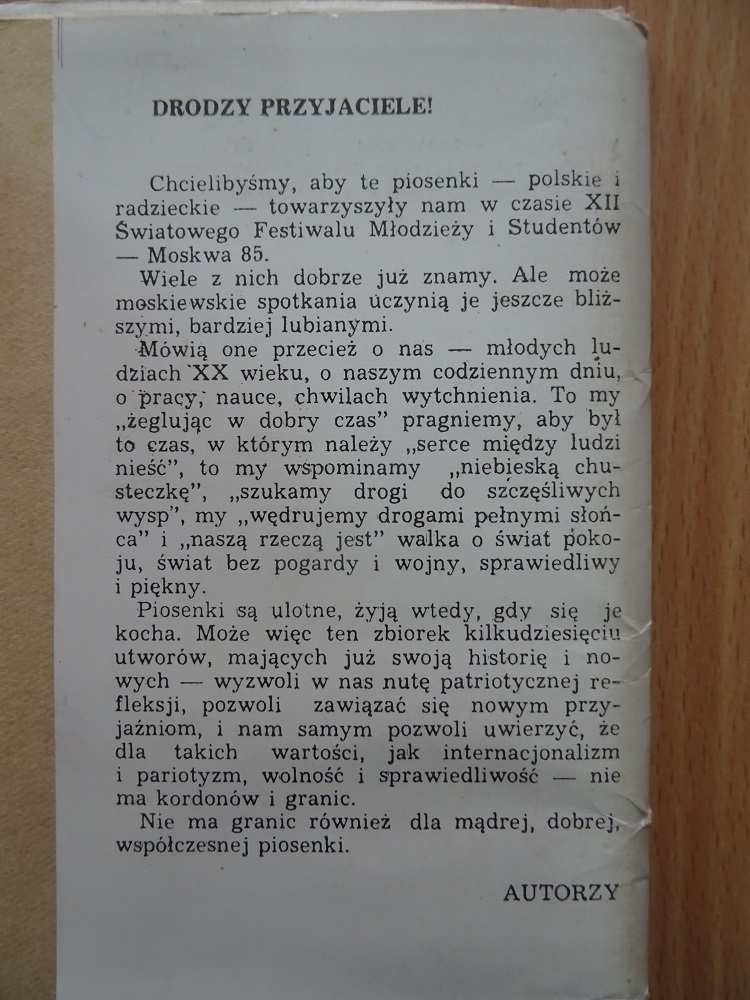 DRODZY PRZYJACIELE!
Chcielibyśmy, aby te piosenki — polskie i
radzieckie — towarzyszyły nam w czasie XII
Światowego Festiwalu Młodzieży i Studentów
— Moskwa 85.
Wiele z nich dobrze już znamy. Ale może
moskiewskie spotkania uczynią je jeszcze bliż-
szymi, bardziej lubianymi.
Mówią one przecież o nas — młodych lu-
dziach XX wieku, o naszym codziennym dniu,
o pracy, nauce, chwilach wytchnienia. To my
„żeglując w dobry czas” pragniemy, aby był
to czas, w którym należy „serce między ludzi
nieść”, to my wspominamy „niebieską chu-
steczkę”, „szukamy drogi do szczęśliwych
wysp”, my „wędrujemy drogami pełnymi słoń-
ca” i „naszą rzeczą jest” walka o świat poko-
ju, świat bez pogardy i wojny, sprawiedliwy
i piękny.
Piosenki są ulotne, żyją wtedy, gdy się je
kocha. Może więc ten zbiorek kilkudziesięciu
utworów, mających już swoją historię i no-
wych — wyzwoli w nas nutę patriotycznej re-
fleksji, pozwoli zawiązać się nowym przy-
jaźniom, i nam samym pozwoli uwierzyć, że
dla takich wartości, jak internacjonalizm
i pariotyzm, wolność i sprawiedliwość — nie
ma kordonów i granic.
Nie ma granic również dla mądrej, dobrej,
współczesnej piosenki.
AUTORZY